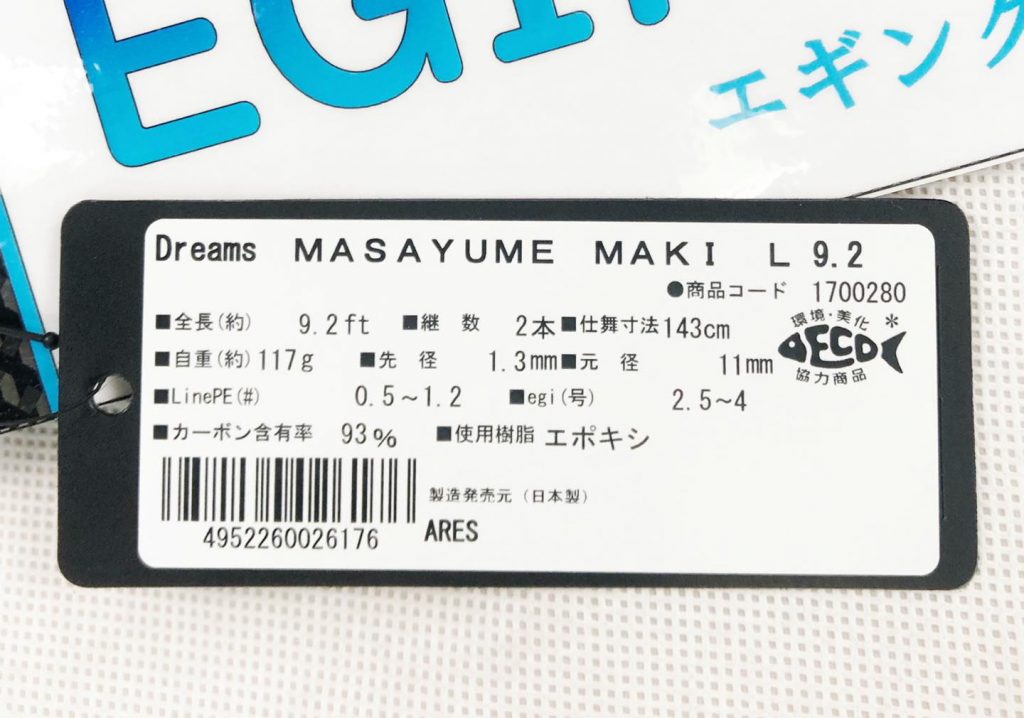 EGI
エギング
Dreams MASAYUME MAKI L 9.2
●商品コード 1700280
■全長(約) 9.2ft ■継 数 2本 ■仕舞寸法 143cm
環境・美化 *
■自重(約) 117g ■先 径 1.3mm ■元 径 11mm
ECO
協力商品
■LinePE(#) 0.5~1.2 ■egi(号) 2.5~4
■カーボン含有率 93% ■使用樹脂 エポキシ
製造発売元(日本製)
4952260026176 ARES